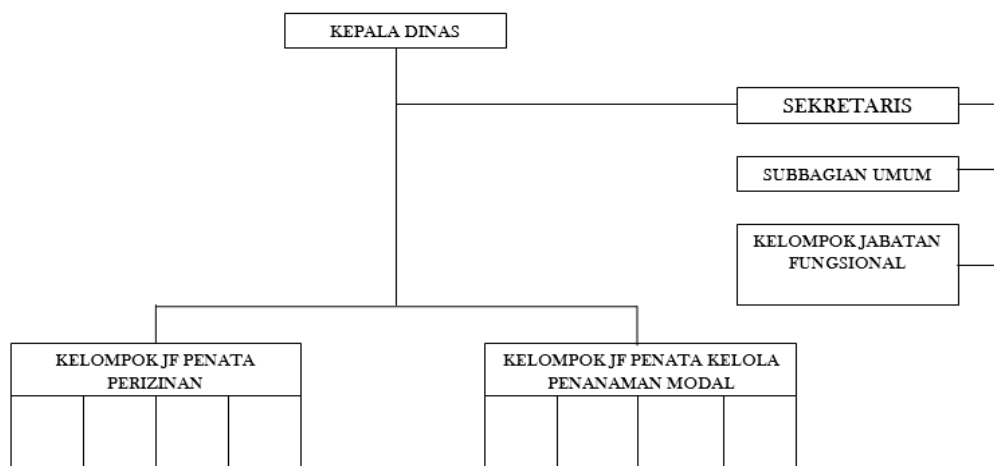 KEPALA DINAS
SEKRETARIS
SUBBAGIAN UMUM
KELOMPOK JABATAN
FUNGSIONAL
KELOMPOK JF PENATA
PERIZINAN
KELOMPOK JF PENATA KELOLA
PENANAMAN MODAL